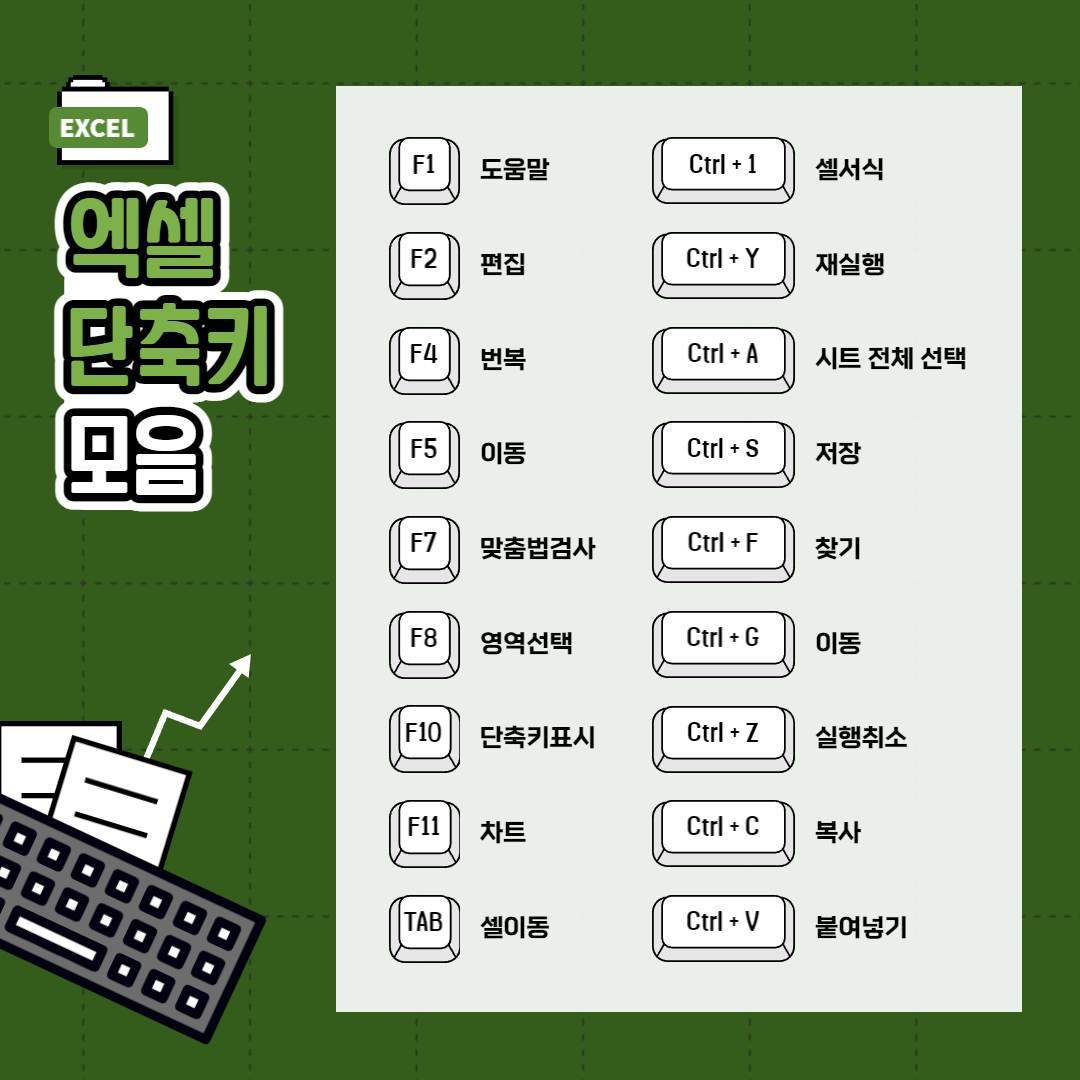 EXCEL
엑셀
단축키
모음
F1 도움말
F2 편집
F4 번복
F5 이동
F7 맞춤법검사
F8 영역선택
F10 단축키표시
F11 차트
TAB 셀이동
Ctrl + 1 셀서식
Ctrl + Y 재실행
Ctrl + A 시트 전체 선택
Ctrl + S 저장
Ctrl + F 찾기
Ctrl + G 이동
Ctrl + Z 실행취소
Ctrl + C 복사
Ctrl + V 붙여넣기